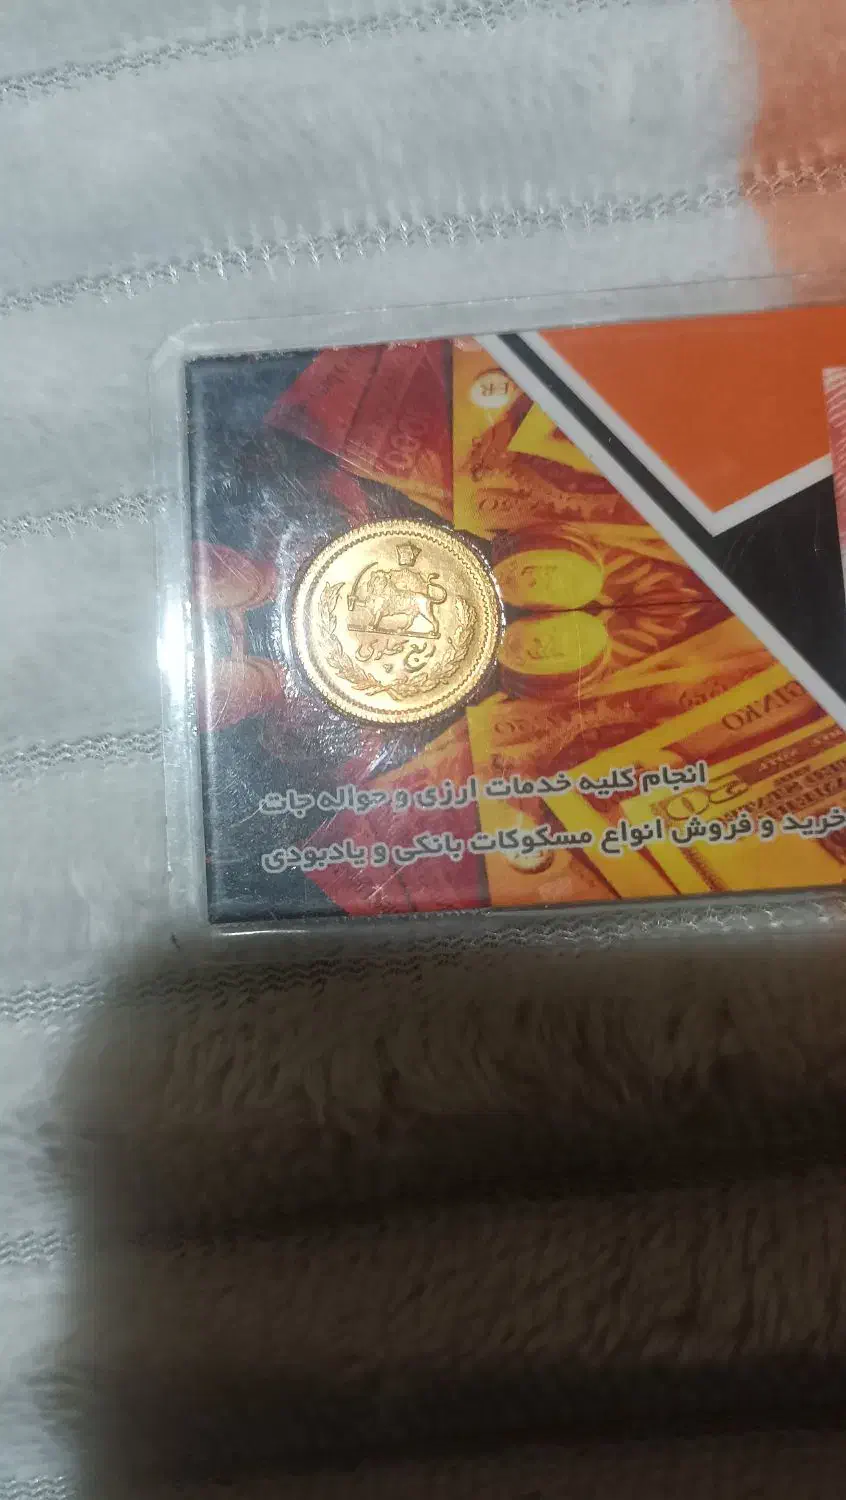 ربع پهلوی
انجام کلیه خدمات ارزی و حواله جات
خرید و فروش انواع مسکوکات بانکی و یادبودی